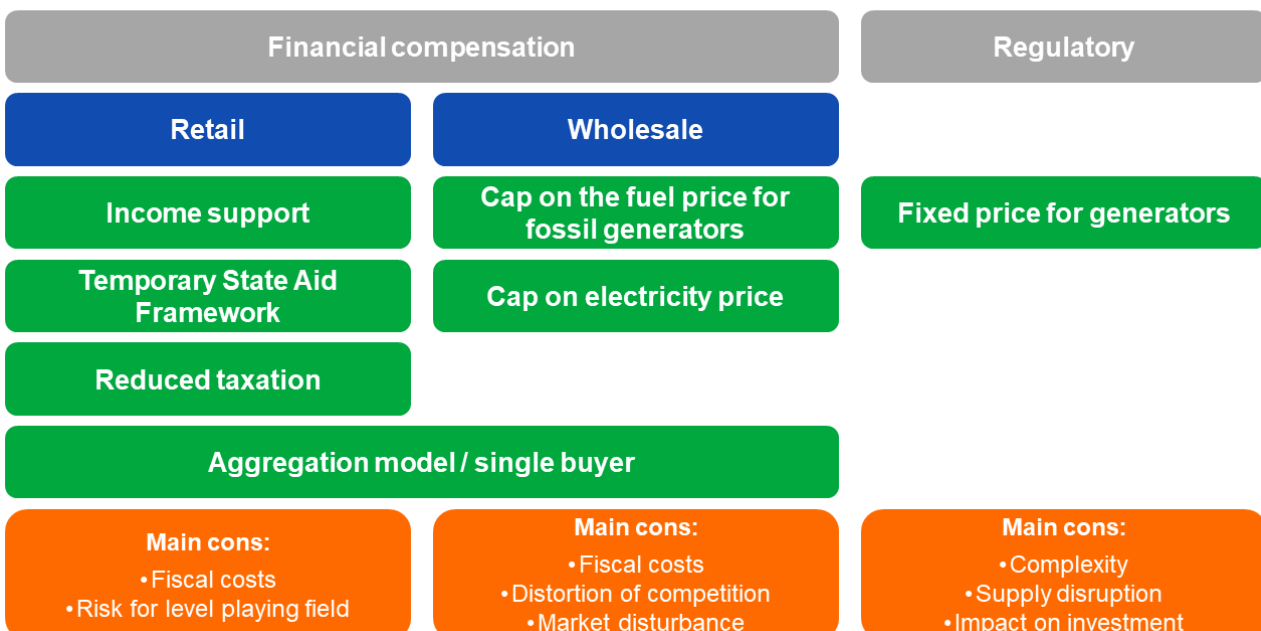 Financial compensation
Regulatory
Retail
Wholesale
Income support
Cap on the fuel price for
fossil generators
Fixed price for generators
Temporary State Aid
Framework
Cap on electricity price
Reduced taxation
Aggregation model / single buyer
Main cons:
•Fiscal costs
•Risk for level playing field
Main cons:
•Fiscal costs
•Distortion of competition
•Market disturbance
Main cons:
•Complexity
•Supply disruption
•Impact on investment